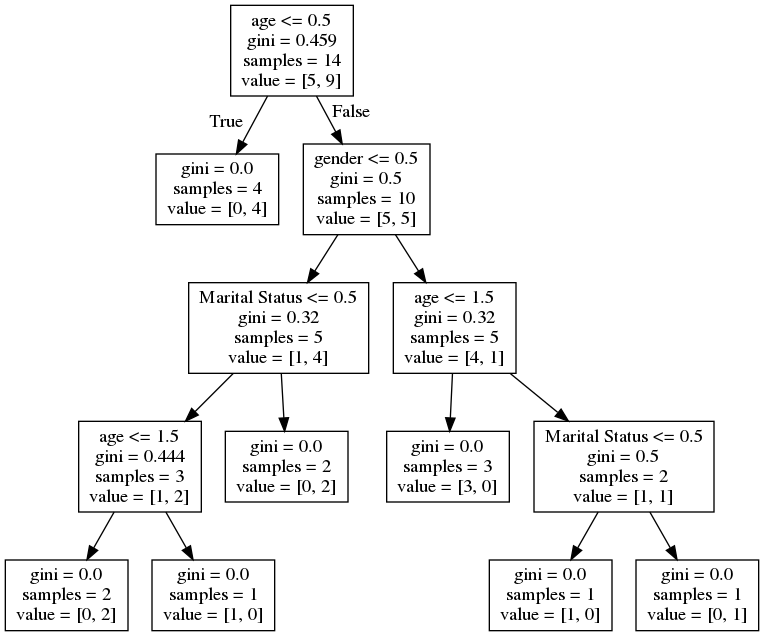 age <= 0.5
gini = 0.459
samples = 14
value = [5, 9]
True
False
gini = 0.0
samples = 4
value = [0, 4]
gender <= 0.5
gini = 0.5
samples = 10
value = [5, 5]
Marital Status <= 0.5
gini = 0.32
samples = 5
value = [1, 4]
age <= 1.5
gini = 0.32
samples = 5
value = [4, 1]
age <= 1.5
gini = 0.444
samples = 3
value = [1, 2]
gini = 0.0
samples = 2
value = [0, 2]
gini = 0.0
samples = 3
value = [3, 0]
Marital Status <= 0.5
gini = 0.5
samples = 2
value = [1, 1]
gini = 0.0
samples = 2
value = [0, 2]
gini = 0.0
samples = 1
value = [1, 0]
gini = 0.0
samples = 1
value = [1, 0]
gini = 0.0
samples = 1
value = [0, 1]